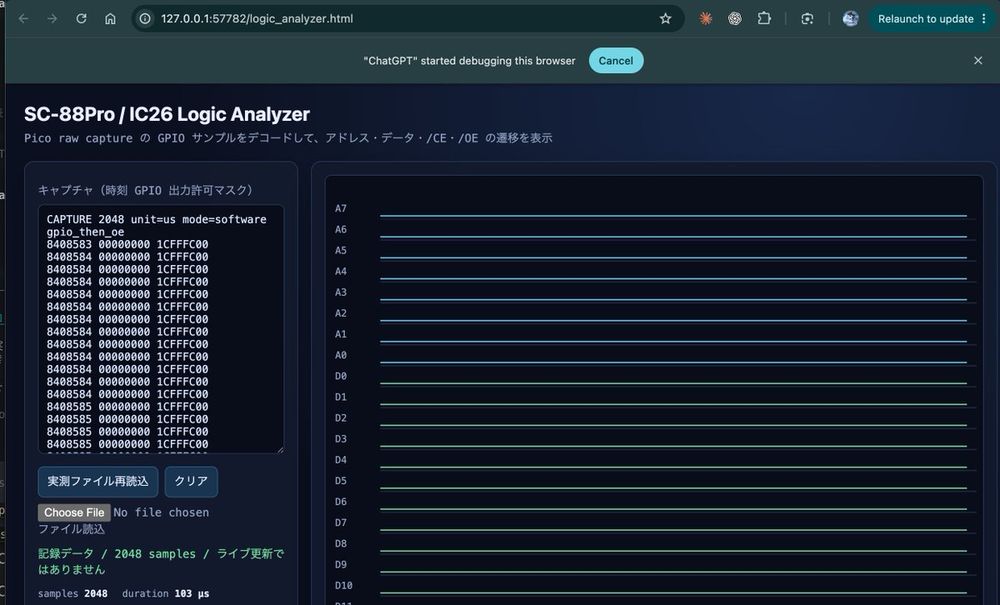 127.0.0.1:57782/logic_analyzer.html
Relaunch to update
"ChatGPT" started debugging this browser
Cancel
SC-88Pro / IC26 Logic Analyzer
Pico raw capture の GPIO サンプルをデコードして、アドレス・データ・/CE・/OE の遷移を表示
キャプチャ（時刻 GPIO 出力許可マスク）
CAPTURE 2048 unit=us mode=software
gpio_then_oe
8408583 00000000 1CFFFC00
8408584 00000000 1CFFFC00
8408584 00000000 1CFFFC00
8408584 00000000 1CFFFC00
8408584 00000000 1CFFFC00
8408584 00000000 1CFFFC00
8408584 00000000 1CFFFC00
8408584 00000000 1CFFFC00
8408584 00000000 1CFFFC00
8408584 00000000 1CFFFC00
8408584 00000000 1CFFFC00
8408584 00000000 1CFFFC00
8408584 00000000 1CFFFC00
8408585 00000000 1CFFFC00
8408585 00000000 1CFFFC00
8408585 00000000 1CFFFC00
8408585 00000000 1CFFFC00
実測ファイル再読込
クリア
Choose File No file chosen
ファイル読込
記録データ / 2048 samples / ライブ更新で
はありません
samples 2048 duration 103 μs
A7
A6
A5
A4
A3
A2
A1
A0
D0
D1
D2
D3
D4
D5
D6
D7
D8
D9
D10
D11